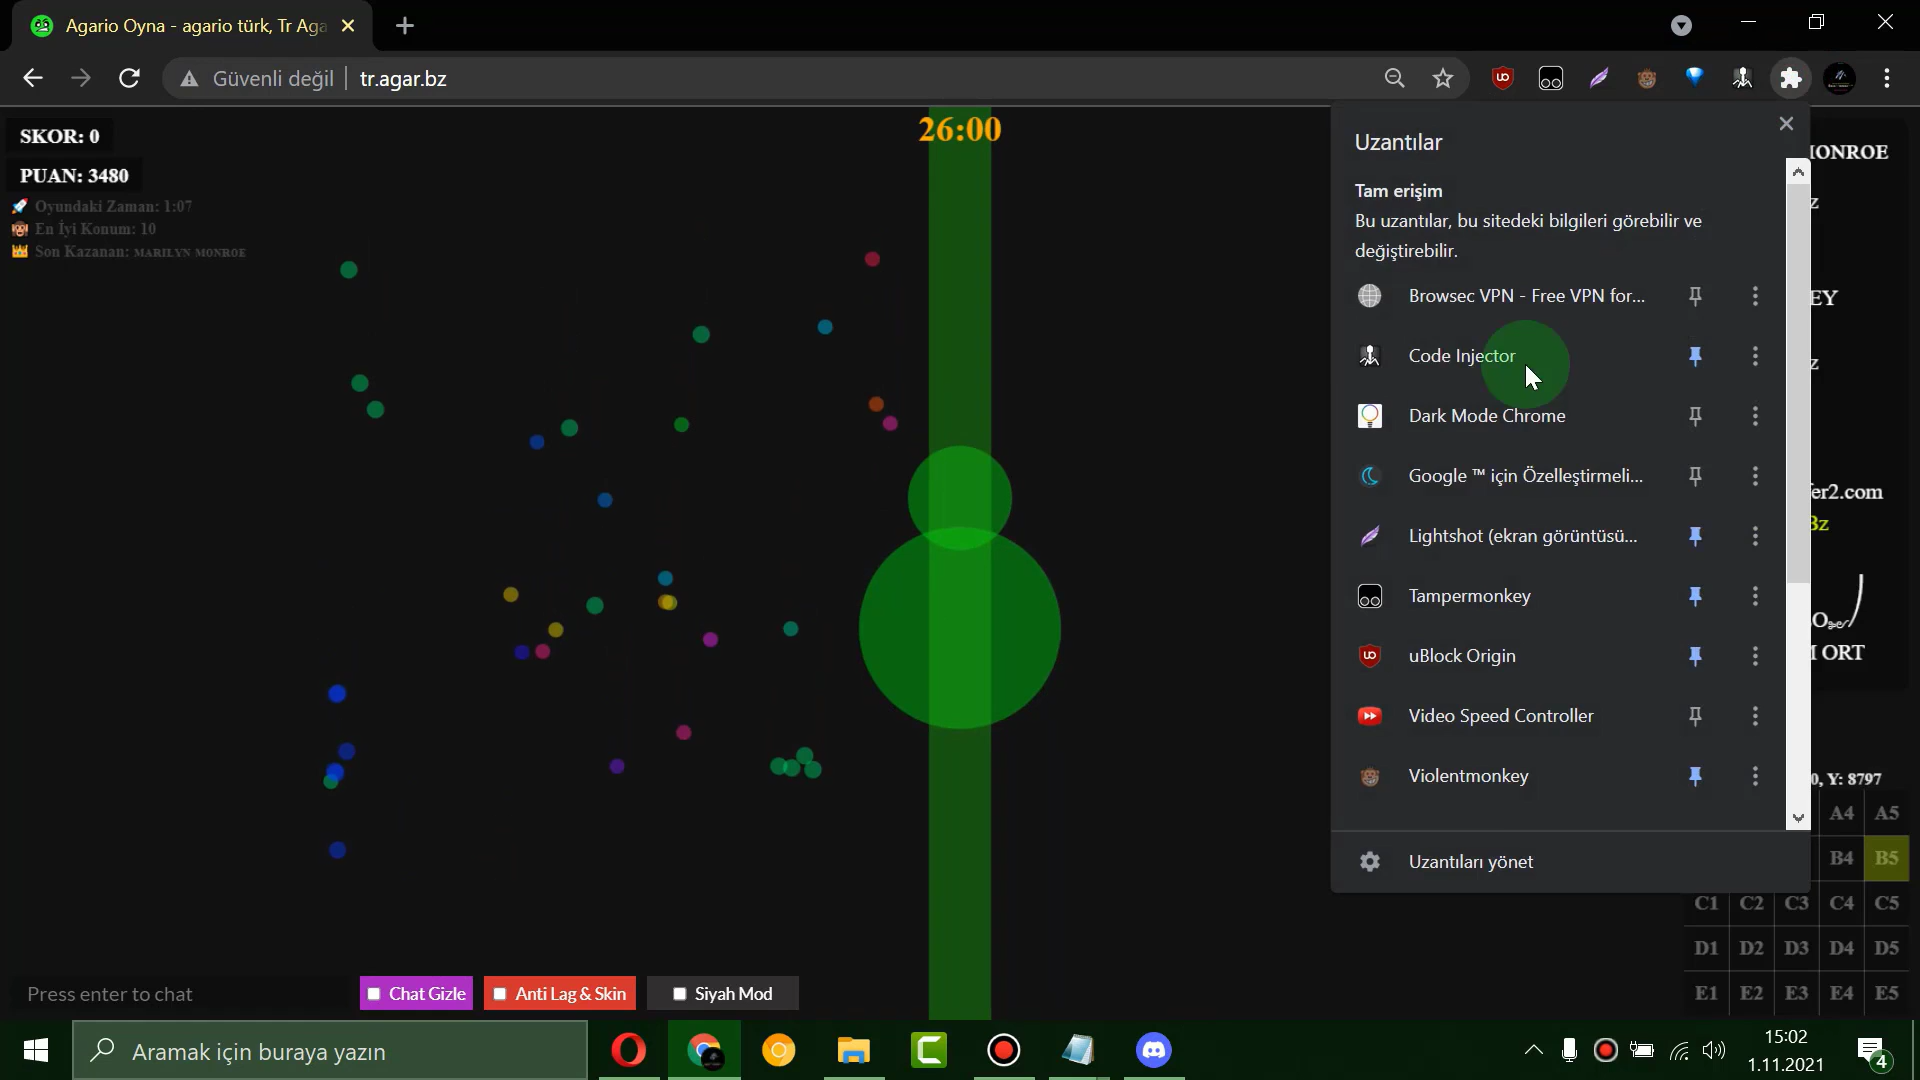 Agario Oyna - agario türk, Tr Aga
Güvenli değil
tr.agar.bz
SKOR: 0
PUAN: 3480
Oyundaki Zaman: 1:07
En İyi Konum: 10
Son Kazanan: MARILYN MONROE
26:00
Uzantılar
Tam erişim
Bu uzantılar, bu sitedeki bilgileri görebilir ve
değiştirebilir.
Browsec VPN - Free VPN for...
Code Injector
Dark Mode Chrome
Google ™ için Özelleştirmeli...
Lightshot (ekran görüntüsü...
Tampermonkey
uBlock Origin
Video Speed Controller
Violentmonkey
Uzantıları yönet
IONROE
z
EY
z
er2.com
Bz
I ORT
0, Y: 8797
A4 A5
B4 B5
C1 C2 C3 C4 C5
D1 D2 D3 D4 D5
E1 E2 E3 E4 E5
Press enter to chat
Chat Gizle
Anti Lag & Skin
Siyah Mod
Aramak için buraya yazın
15:02
1.11.2021
4